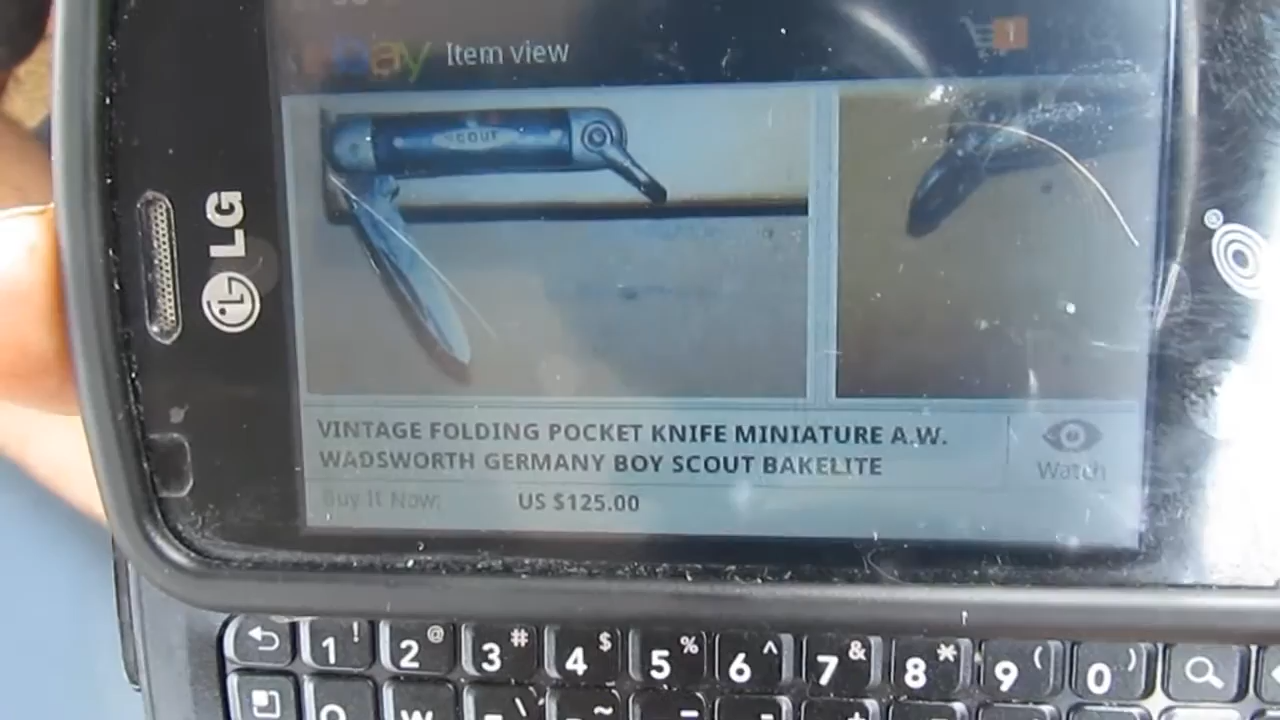 ebay Item view
1
SCOUT
LG
VINTAGE FOLDING POCKET KNIFE MINIATURE A.W.
WADSWORTH GERMANY BOY SCOUT BAKELITE
Watch
Buy It Now: US $125.00
1 ! 2 @ 3 # 4 $ 5 % 6 ^ 7 & 8 * 9 ( 0 )